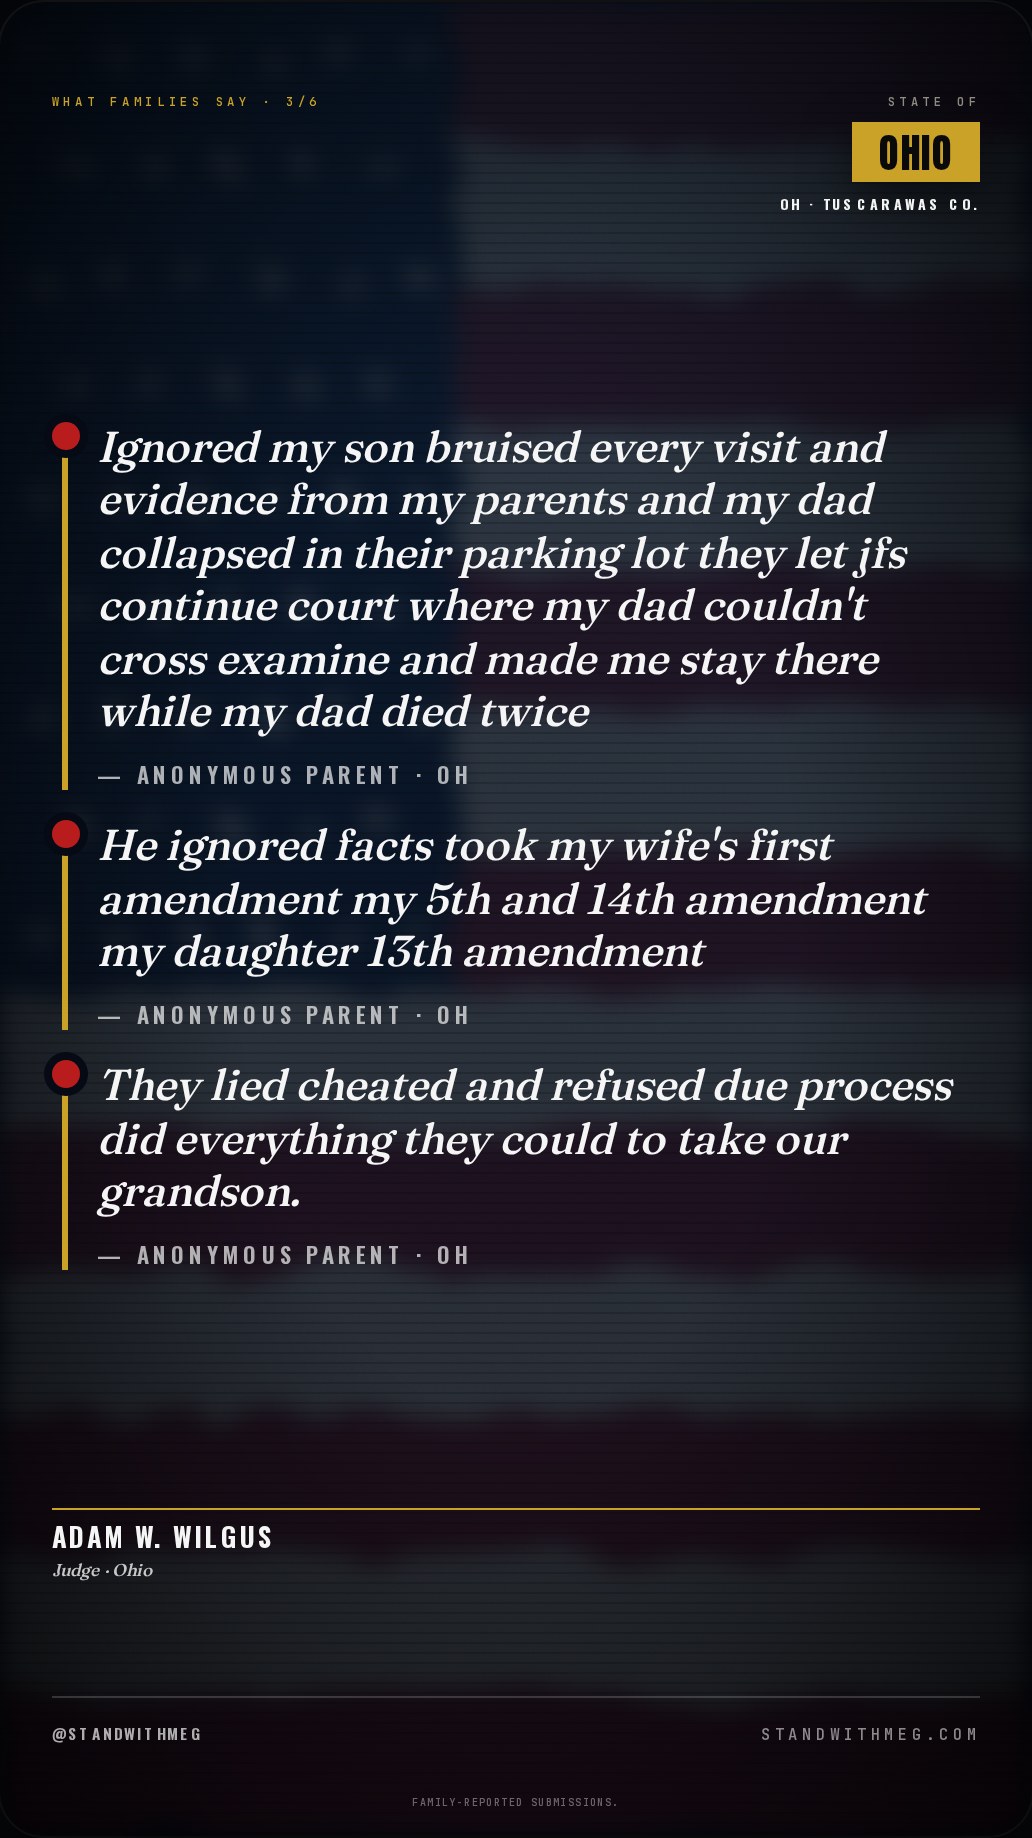 WHAT FAMILIES SAY · 3/6
STATE OF
OHIO
OH · TUSCARAWAS CO.
Ignored my son bruised every visit and
evidence from my parents and my dad
collapsed in their parking lot they let jfs
continue court where my dad couldn't
cross examine and made me stay there
while my dad died twice
— ANONYMOUS PARENT · OH
He ignored facts took my wife's first
amendment my 5th and 14th amendment
my daughter 13th amendment
— ANONYMOUS PARENT · OH
They lied cheated and refused due process
did everything they could to take our
grandson.
— ANONYMOUS PARENT · OH
ADAM W. WILGUS
Judge · Ohio
@STANDWITHMEG
STANDWITHMEG.COM
FAMILY-REPORTED SUBMISSIONS.